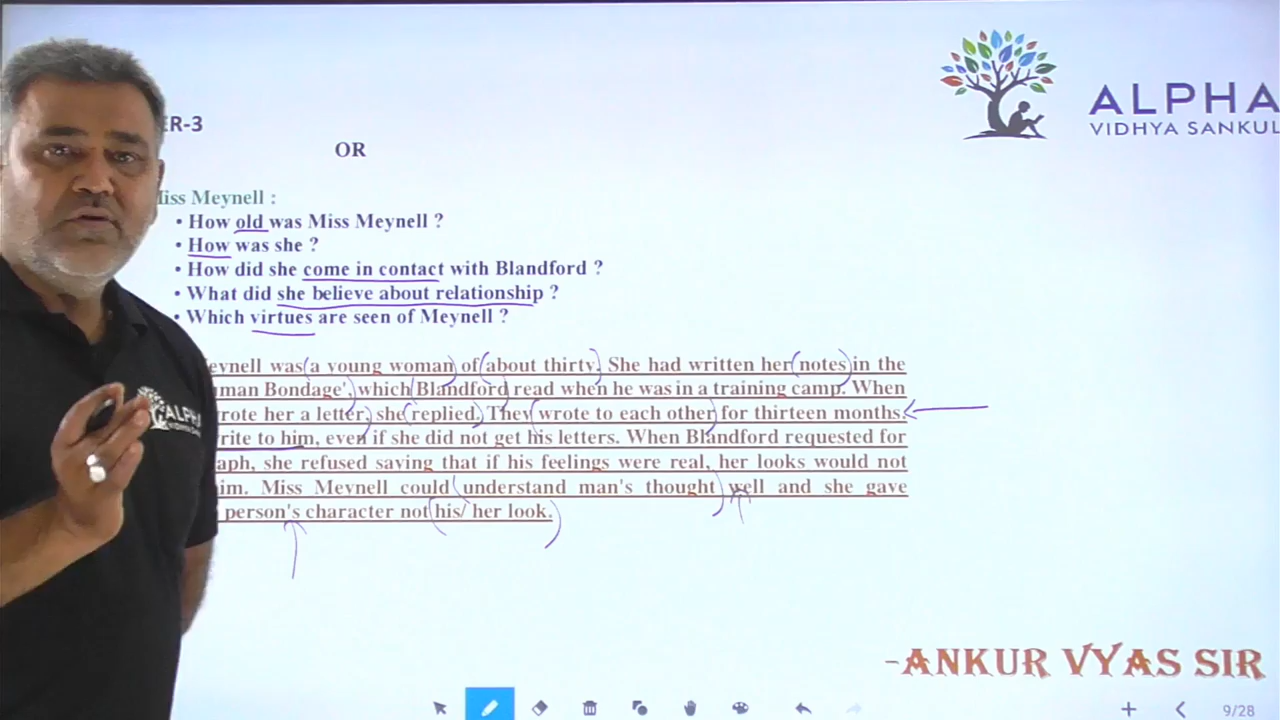 ALPHA
VIDHYA SANKUL
ER-3
OR
Miss Meynell :
• How old was Miss Meynell ?
• How was she ?
• How did she come in contact with Blandford ?
• What did she believe about relationship ?
• Which virtues are seen of Meynell ?
eynell was a young woman of about thirty. She had written her notes in the
man Bondage', which Blandford read when he was in a training camp. When
rote her a letter, she replied. They wrote to each other for thirteen months.
rite to him, even if she did not get his letters. When Blandford requested for
aph, she refused saying that if his feelings were real, her looks would not
im. Miss Meynell could understand man's thought well and she gave
person's character not his/ her look.
ALPHA
VIDHYA SAN
-ANKUR VYAS SIR
9/28